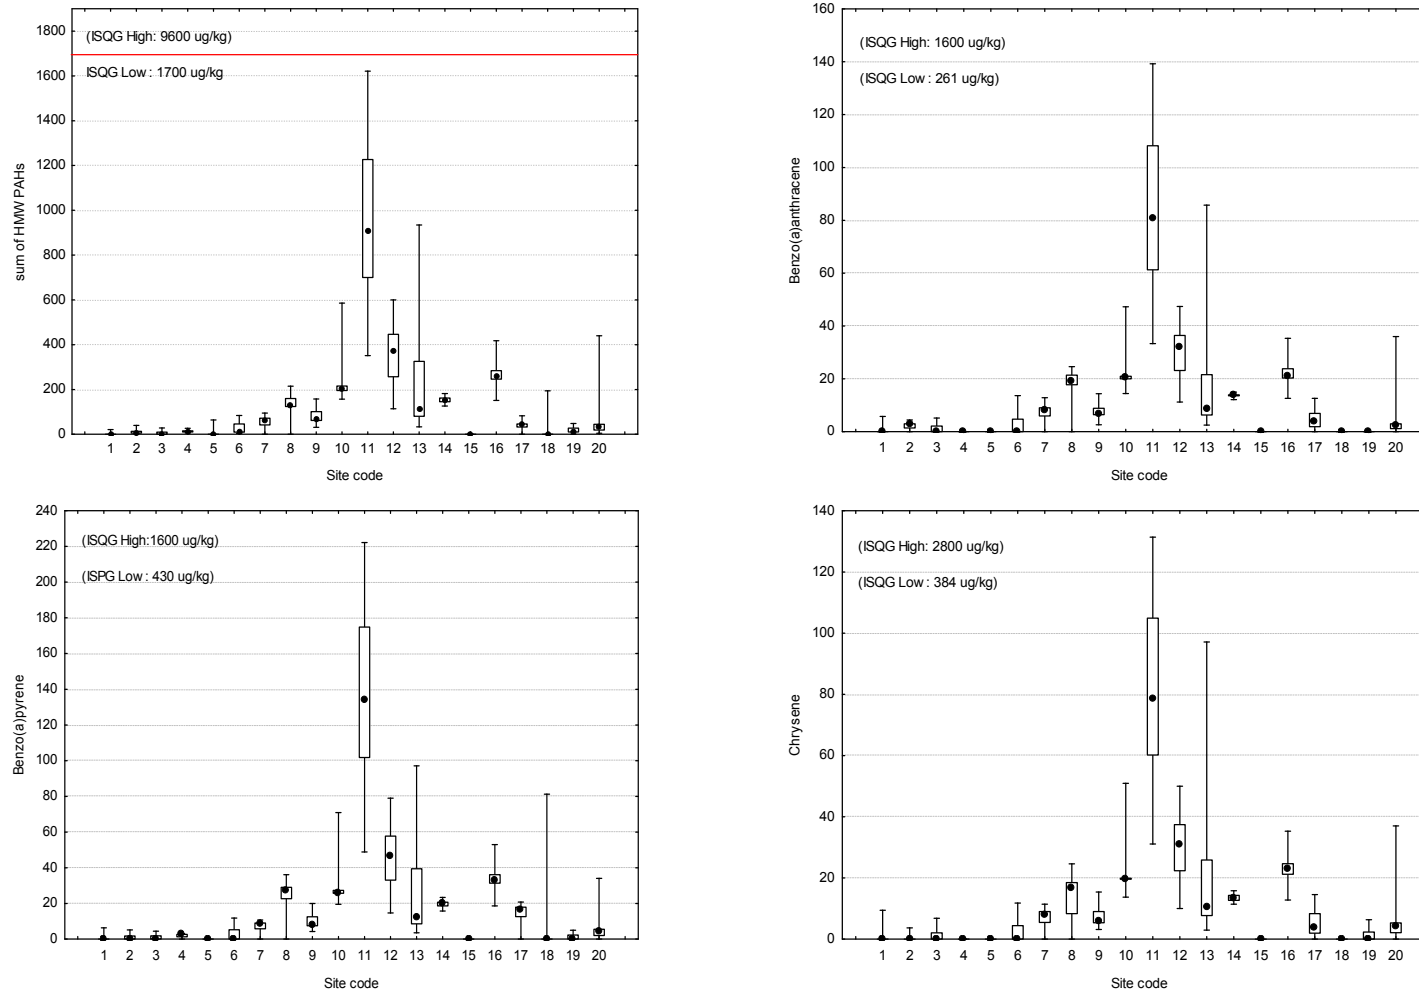 (ISQG High: 9600 ug/kg)
ISQG Low : 1700 ug/kg
sum of HMW PAHs
1800
1600
1400
1200
1000
800
600
400
200
0
1 2 3 4 5 6 7 8 9 10 11 12 13 14 15 16 17 18 19 20
Site code
(ISQG High: 1600 ug/kg)
(ISQG Low : 261 ug/kg)
Benzo(a)anthracene
160
140
120
100
80
60
40
20
0
1 2 3 4 5 6 7 8 9 10 11 12 13 14 15 16 17 18 19 20
Site code
(ISQG High:1600 ug/kg)
(ISPG Low : 430 ug/kg)
Benzo(a)pyrene
240
220
200
180
160
140
120
100
80
60
40
20
0
1 2 3 4 5 6 7 8 9 10 11 12 13 14 15 16 17 18 19 20
Site code
(ISQG High: 2800 ug/kg)
(ISQG Low : 384 ug/kg)
Chrysene
140
120
100
80
60
40
20
0
1 2 3 4 5 6 7 8 9 10 11 12 13 14 15 16 17 18 19 20
Site code